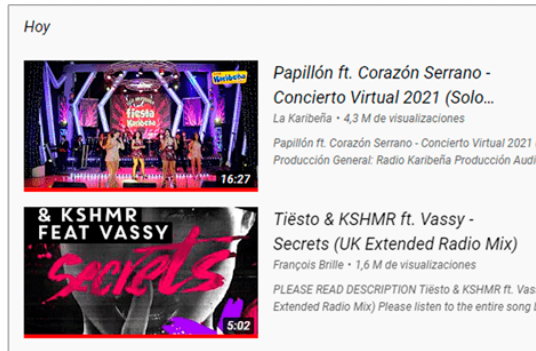 Hoy
fiesta
Karibeña
Karibeña
16:27
Papillón ft. Corazón Serrano -
Concierto Virtual 2021 (Solo...
La Karibeña • 4,3 M de visualizaciones
Papillón ft. Corazón Serrano - Concierto Virtual 2021
Producción General: Radio Karibeña Producción Audi
& KSHMR
FEAT VASSY
secrets
5:02
Tiësto & KSHMR ft. Vassy -
Secrets (UK Extended Radio Mix)
François Brille • 1,6 M de visualizaciones
PLEASE READ DESCRIPTION Tiësto & KSHMR ft. Vas
Extended Radio Mix) Please listen to the entire song